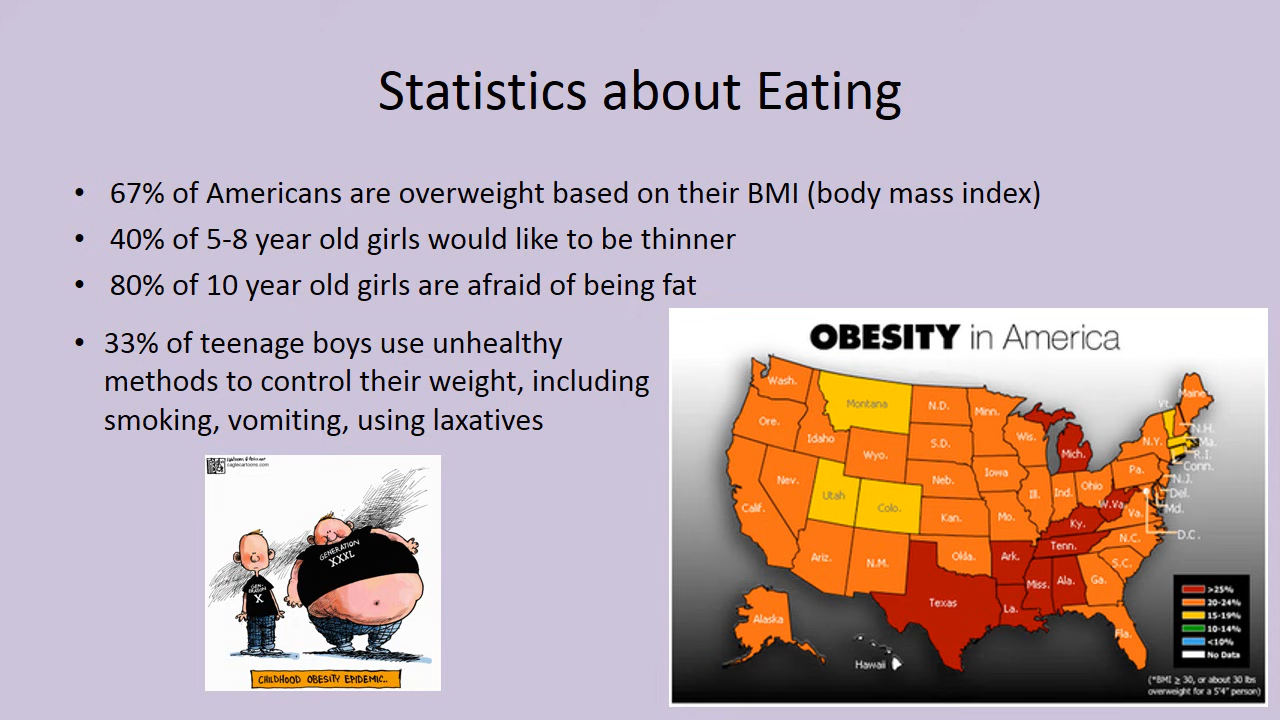 Statistics about Eating
• 67% of Americans are overweight based on their BMI (body mass index)
• 40% of 5-8 year old girls would like to be thinner
• 80% of 10 year old girls are afraid of being fat
• 33% of teenage boys use unhealthy
methods to control their weight, including
smoking, vomiting, using laxatives
caglecartoons.com
GENERATION
XXXL
GEN-
ERATION
X
CHILDHOOD OBESITY EPIDEMIC..
OBESITY in America
Wash.
Montana
N.D.
Minn.
Vt.
Maine
Ore.
Idaho
Wyo.
S.D.
Wis.
Mich.
N.Y.
N.H.
Ma.
R.I.
Conn.
Nev.
Utah
Colo.
Neb.
Iowa
Ill.
Ind.
Ohio
Pa.
N.J.
Del.
Md.
Calif.
Kan.
Mo.
Ky.
W.Va.
Va.
D.C.
Ariz.
N.M.
Okla.
Ark.
Tenn.
N.C.
S.C.
Texas
La.
Miss.
Ala.
Ga.
Fla.
Alaska
Hawaii
>25%
20-24%
15-19%
10-14%
<10%
No Data
(*BMI ≥ 30, or about 30 lbs
overweight for a 5'4" person)